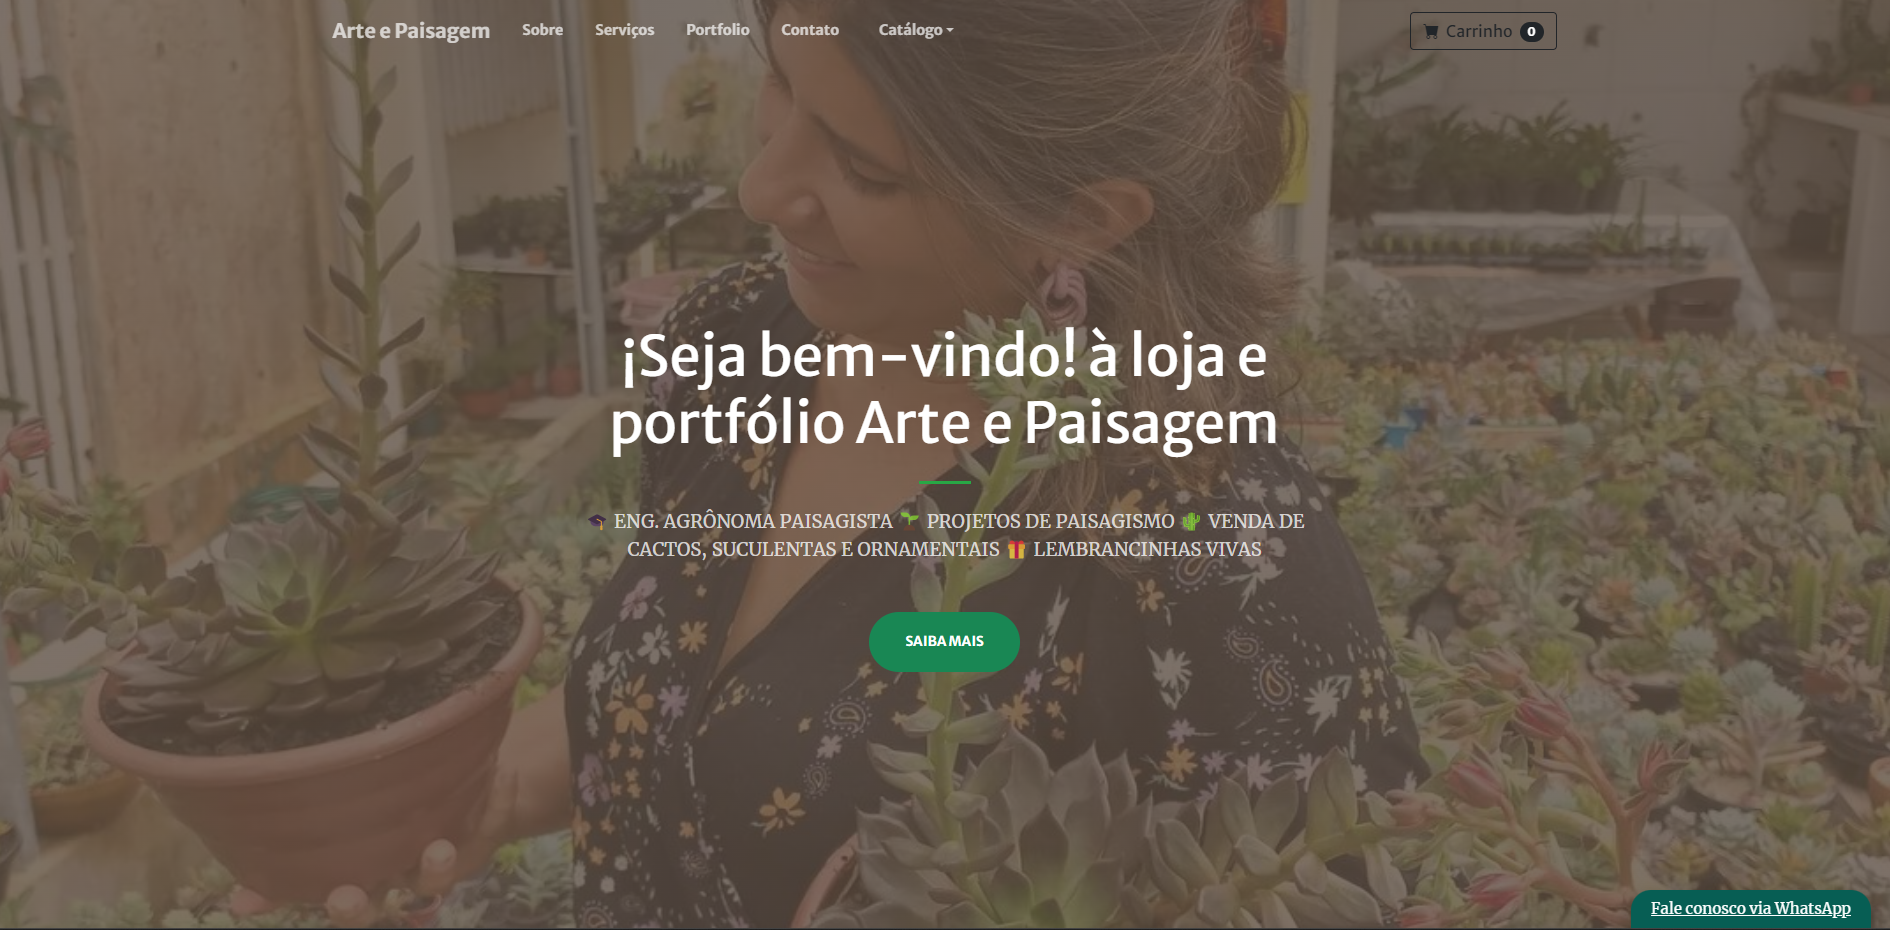 Arte e Paisagem Sobre Serviços Portfolio Contato Catálogo Carrinho 0
¡Seja bem-vindo! à loja e
portfólio Arte e Paisagem
🎓 ENG. AGRÔNOMA PAISAGISTA 🌱 PROJETOS DE PAISAGISMO 🌵 VENDA DE
CACTOS, SUCULENTAS E ORNAMENTAIS 🎁 LEMBRANCINHAS VIVAS
SAIBA MAIS
Fale conosco via WhatsApp